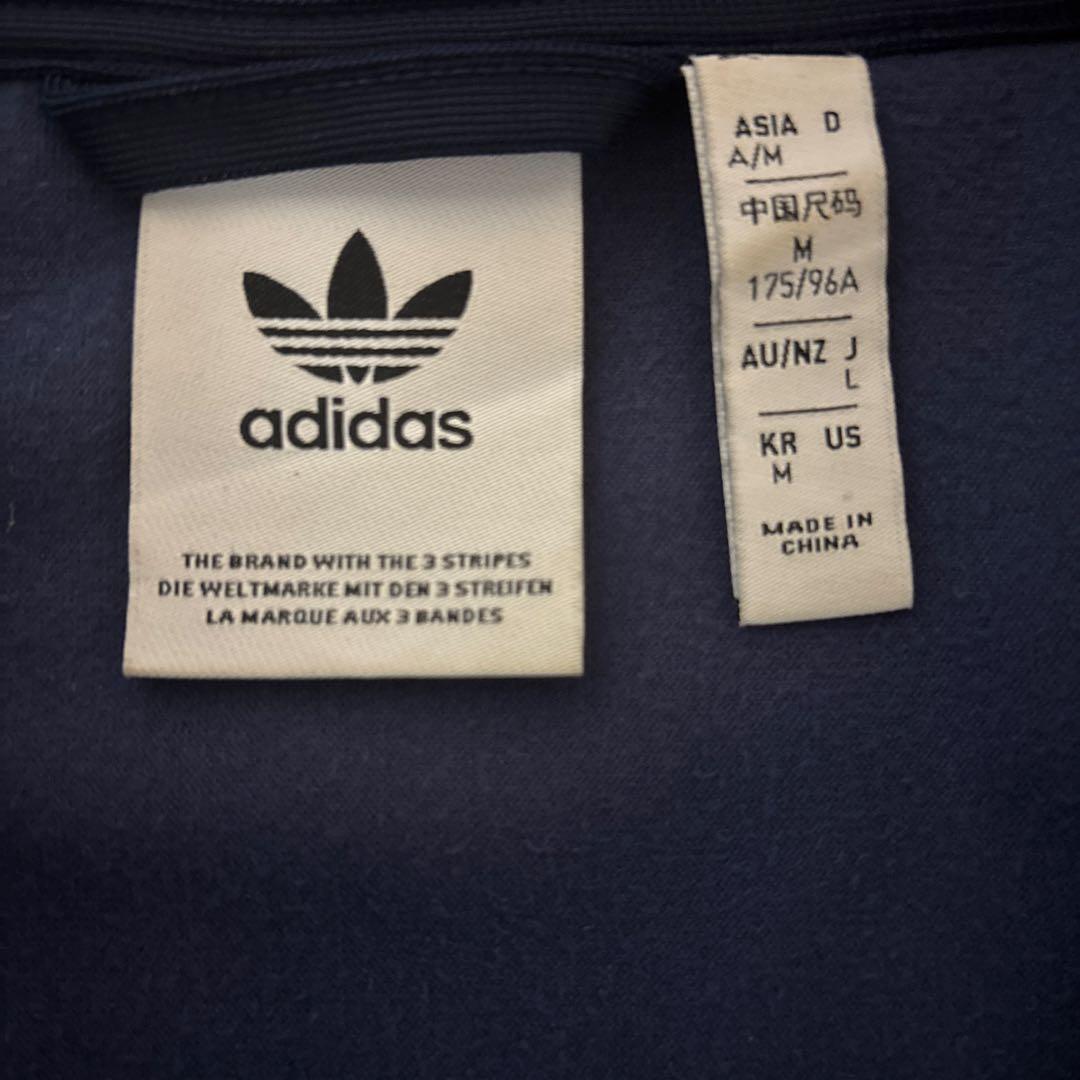 adidas
THE BRAND WITH THE 3 STRIPES
DIE WELTMARKE MIT DEN 3 STREIFEN
LA MARQUE AUX 3 BANDES
ASIA D
A/M
中国尺码
M
175/96A
AU/NZ J
L
KR US
M
MADE IN
CHINA